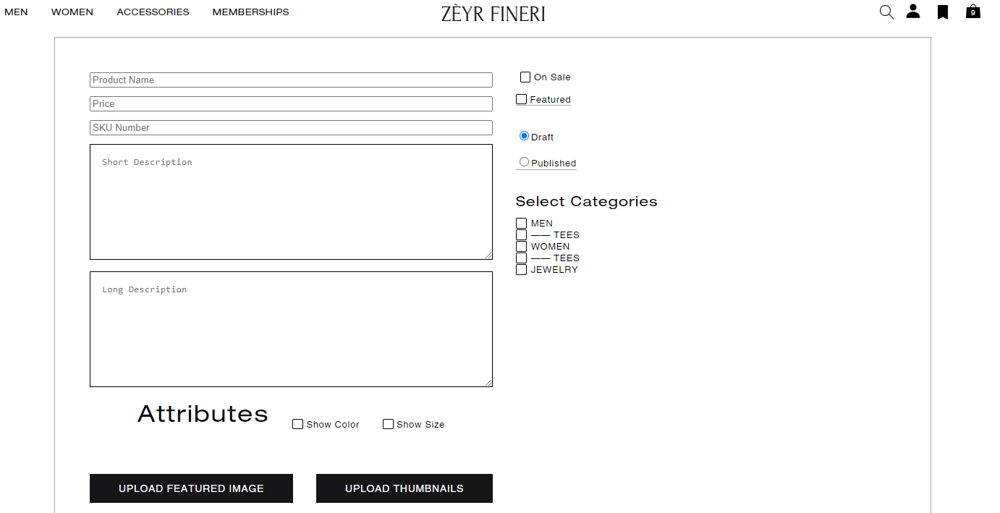 MEN WOMEN ACCESSORIES MEMBERSHIPS ZÈYR FINERI 9
Product Name
Price
SKU Number
Short Description
Long Description
Attributes Show Color Show Size
UPLOAD FEATURED IMAGE UPLOAD THUMBNAILS
On Sale
Featured
Draft
Published
Select Categories
MEN
—— TEES
WOMEN
—— TEES
JEWELRY